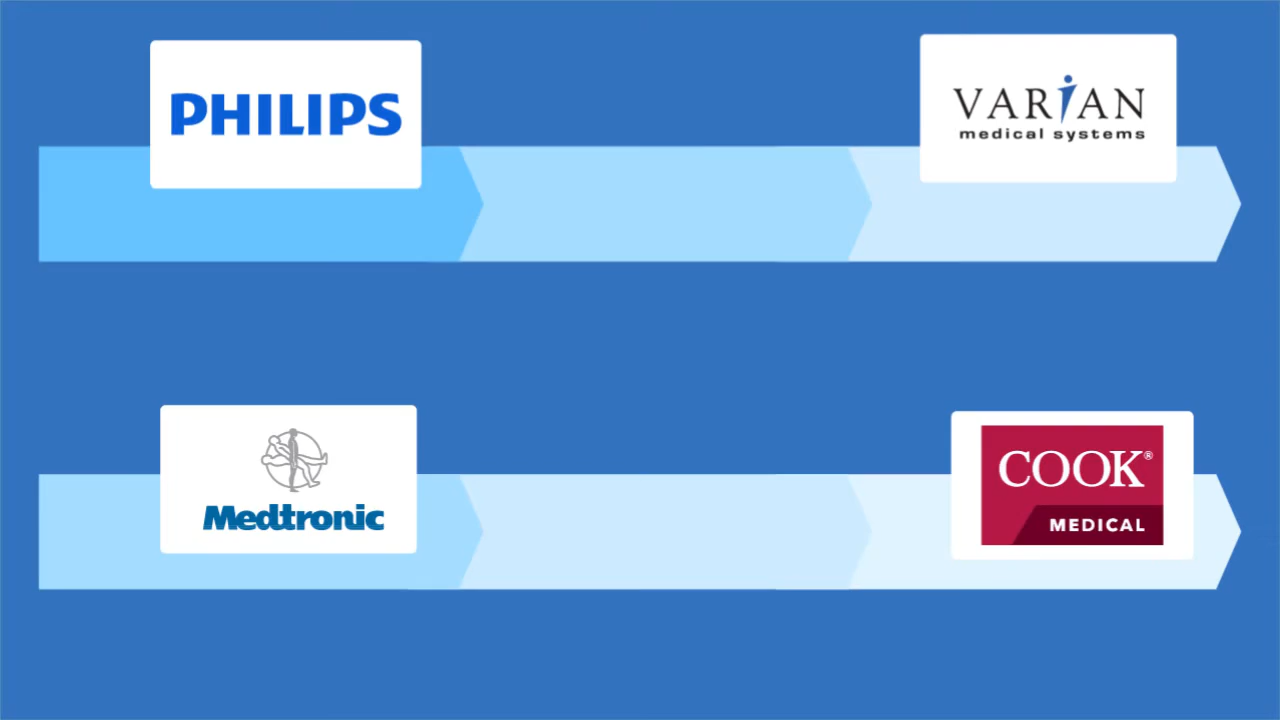 PHILIPS
VARIAN
medical systems
Medtronic
COOK®
MEDICAL